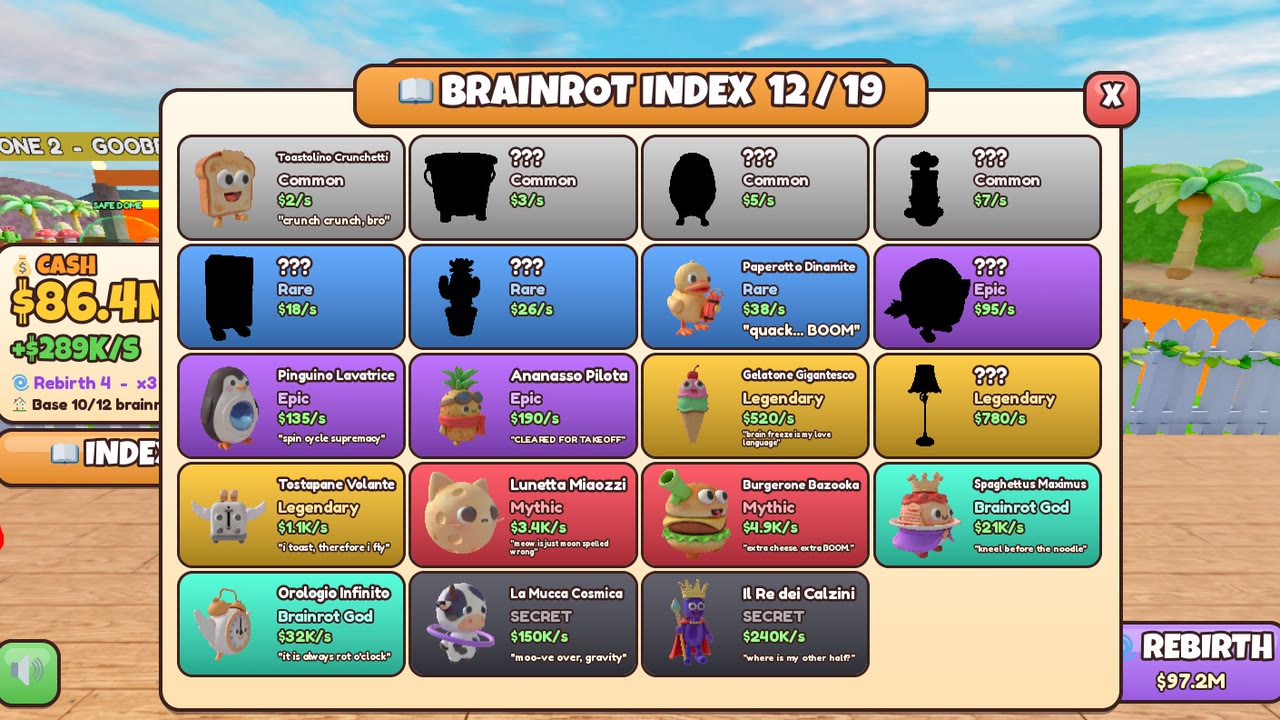 BRAINROT INDEX 12 / 19
X
ONE 2 - GOOB
SAFE DOME
CASH
$86.4M
+$289K/S
Rebirth 4 - x3
Base 10/12 brainr
INDEX
Toastolino Crunchetti
Common
$2/s
"crunch crunch, bro"
???
Common
$3/s
???
Common
$5/s
???
Common
$7/s
???
Rare
$18/s
???
Rare
$26/s
Paperotto Dinamite
Rare
$38/s
"quack... BOOM"
???
Epic
$95/s
Pinguino Lavatrice
Epic
$135/s
"spin cycle supremacy"
Ananasso Pilota
Epic
$190/s
"CLEARED FOR TAKEOFF"
Gelatone Gigantesco
Legendary
$520/s
"brain freeze is my love
language"
???
Legendary
$780/s
Tostapane Volante
Legendary
$1.1K/s
"i toast, therefore i fly"
Lunetta Miaozzi
Mythic
$3.4K/s
"meow is just moon spelled
wrong"
Burgerone Bazooka
Mythic
$4.9K/s
"extra cheese. extra BOOM."
Spaghettus Maximus
Brainrot God
$21K/s
"kneel before the noodle"
Orologio Infinito
Brainrot God
$32K/s
"it is always rot o'clock"
La Mucca Cosmica
SECRET
$150K/s
"moo-ve over, gravity"
Il Re dei Calzini
SECRET
$240K/s
"where is my other half?"
REBIRTH
$97.2M